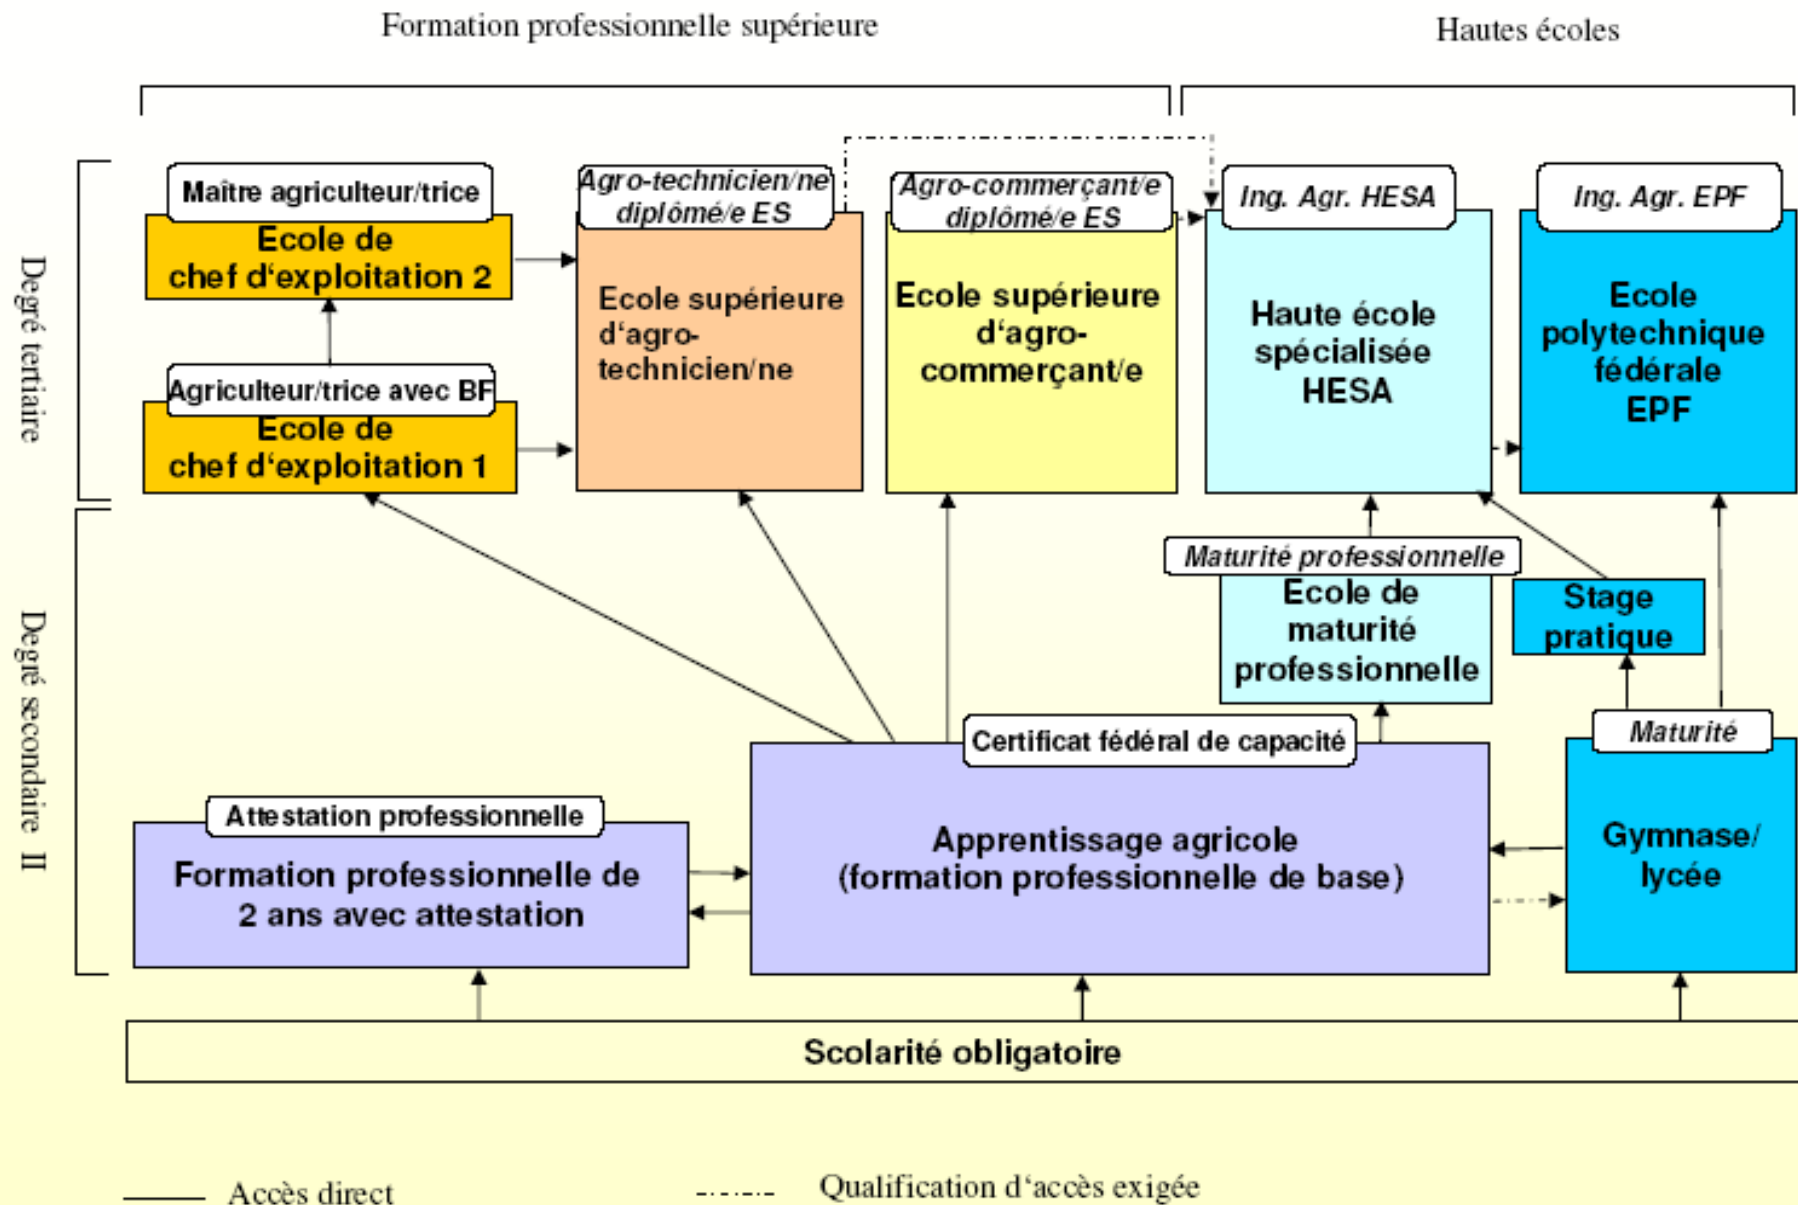 Formation professionnelle supérieure
Hautes écoles
Degré tertiaire
Maître agriculteur/trice
Ecole de
chef d‘exploitation 2
Agriculteur/trice avec BF
Ecole de
chef d‘exploitation 1
Agro-technicien/ne
diplômé/e ES
Ecole supérieure
d‘agro-
technicien/ne
Agro-commerçant/e
diplômé/e ES
Ecole supérieure
d‘agro-
commerçant/e
Ing. Agr. HESA
Haute école
spécialisée
HESA
Ing. Agr. EPF
Ecole
polytechnique
fédérale
EPF
Degré secondaire II
Maturité professionnelle
Ecole de
maturité
professionnelle
Stage
pratique
Attestation professionnelle
Formation professionnelle de
2 ans avec attestation
Certificat fédéral de capacité
Apprentissage agricole
(formation professionnelle de base)
Maturité
Gymnase/
lycée
Scolarité obligatoire
Accès direct
Qualification d‘accès exigée